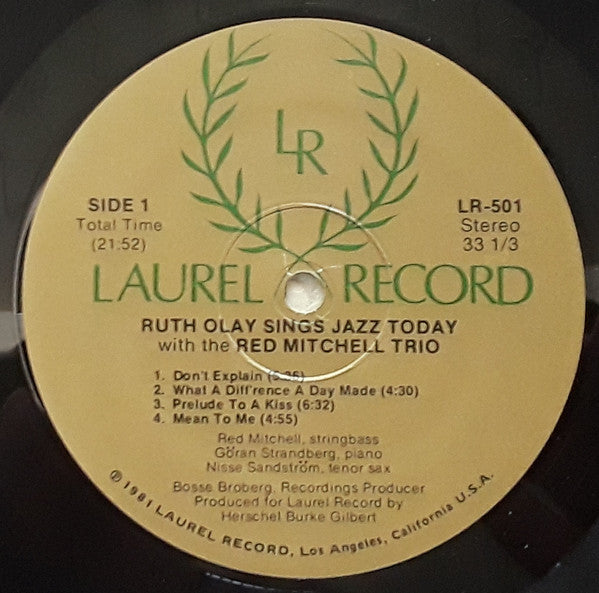 LR
SIDE 1
Total Time
(21:52)
LR-501
Stereo
33 1/3
LAUREL RECORD
RUTH OLAY SINGS JAZZ TODAY
with the RED MITCHELL TRIO
1. Don't Explain
2. What A Diff'rence A Day Made (4:30)
3. Prelude To A Kiss (6:32)
4. Mean To Me (4:55)
Red Mitchell, stringbass
Göran Strandberg, piano
Nisse Sandström, tenor sax
Bosse Broberg, Recordings Producer
Produced for Laurel Record by
Herschel Burke Gilbert
℗ 1981 LAUREL RECORD, Los Angeles, California U.S.A.